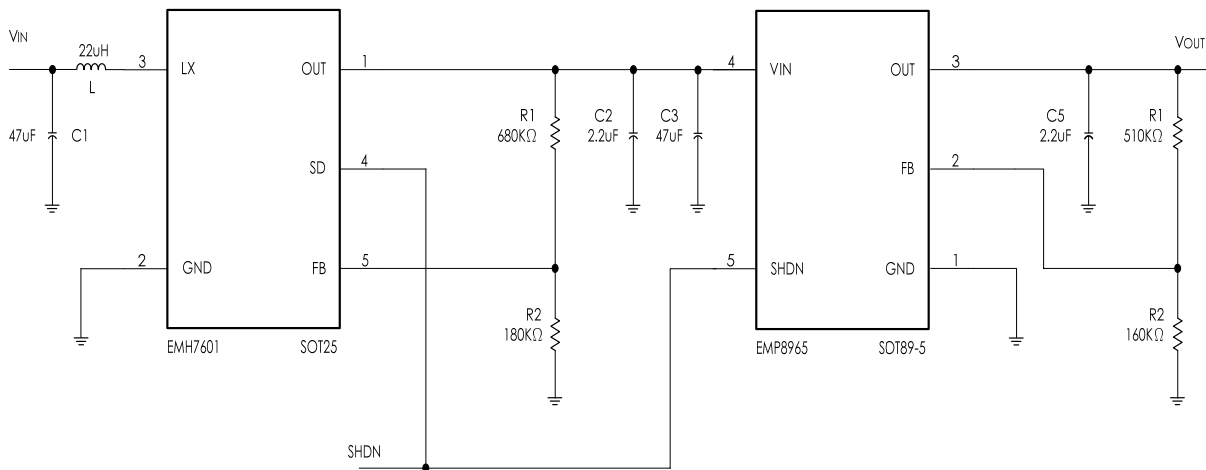 VIN
22uH
L
47uF
C1
3
LX
OUT
1
SD
4
2
GND
FB
5
EMH7601
SOT25
R1
680KΩ
C2
2.2uF
C3
47uF
R2
180KΩ
SHDN
4
VIN
OUT
3
FB
2
5
SHDN
GND
1
EMP8965
SOT89-5
C5
2.2uF
R1
510KΩ
R2
160KΩ
VOUT